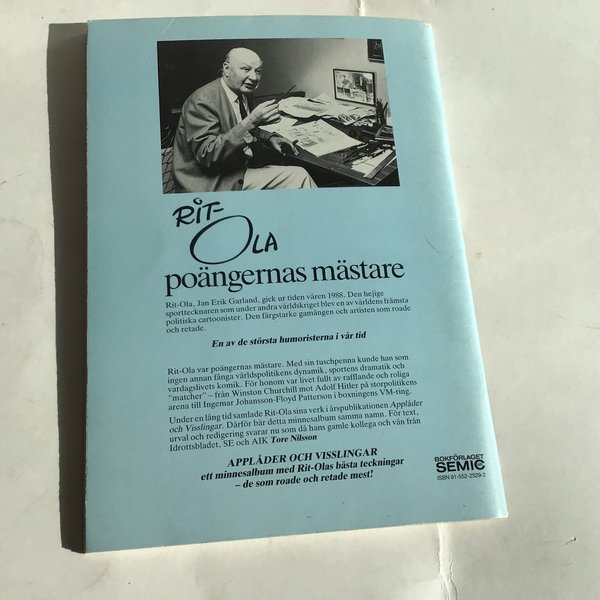 RIT-
OLA
poängernas mästare
Rit-Ola, Jan Erik Garland, gick ur tiden våren 1988. Den hejige
sporttecknaren som under andra världskriget blev en av världens främsta
politiska cartoonister. Den färgstarke gamängen och artisten som roade
och retade.
En av de största humoristerna i vår tid
Rit-Ola var poängernas mästare. Med sin tuschpenna kunde han som
ingen annan fånga världspolitikens dynamik, sportens dramatik och
vardagslivets komik. För honom var livet fullt av rafflande och roliga
"matcher" – från Winston Churchill mot Adolf Hitler på storpolitikens
arena till Ingemar Johansson-Floyd Patterson i boxningens VM-ring.
Under en lång tid samlade Rit-Ola sina verk i årspublikationen Applåder
och Visslingar. Därför bär detta minnesalbum samma namn. För text,
urval och redigering svarar nu som då hans gamle kollega och vän från
Idrottsbladet, SE och AIK Tore Nilsson
APPLÅDER OCH VISSLINGAR
ett minnesalbum med Rit-Olas bästa teckningar
– de som roade och retade mest!
BOKFÖRLAGET
SEMIC
ISBN 91-552-2529-2